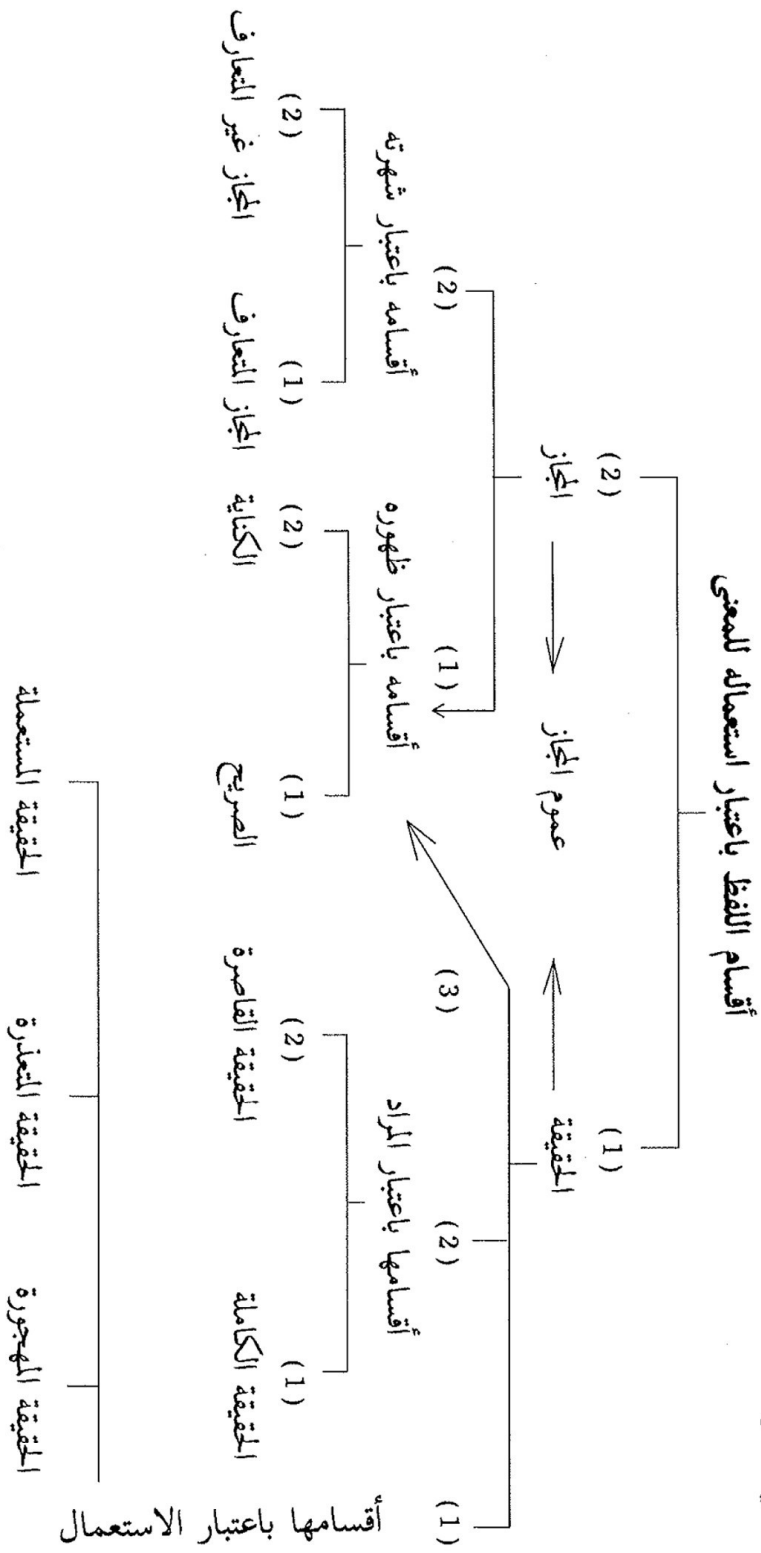 أقسام اللفظ باعتبار استعماله للمعنى
(1)
الحقيقة
(2)
المجاز
عموم المجاز
(1)
أقسامها باعتبار الاستعمال
(2)
أقسامها باعتبار المراد
(3)
(1)
أقسامه باعتبار ظهوره
(2)
أقسامه باعتبار شهرته
(1)
الحقيقة الكاملة
(2)
الحقيقة القاصرة
(1)
الصريح
(2)
الكناية
(1)
المجاز المتعارف
(2)
المجاز غير المتعارف
الحقيقة المهجورة
الحقيقة المتعذرة
الحقيقة المستعملة